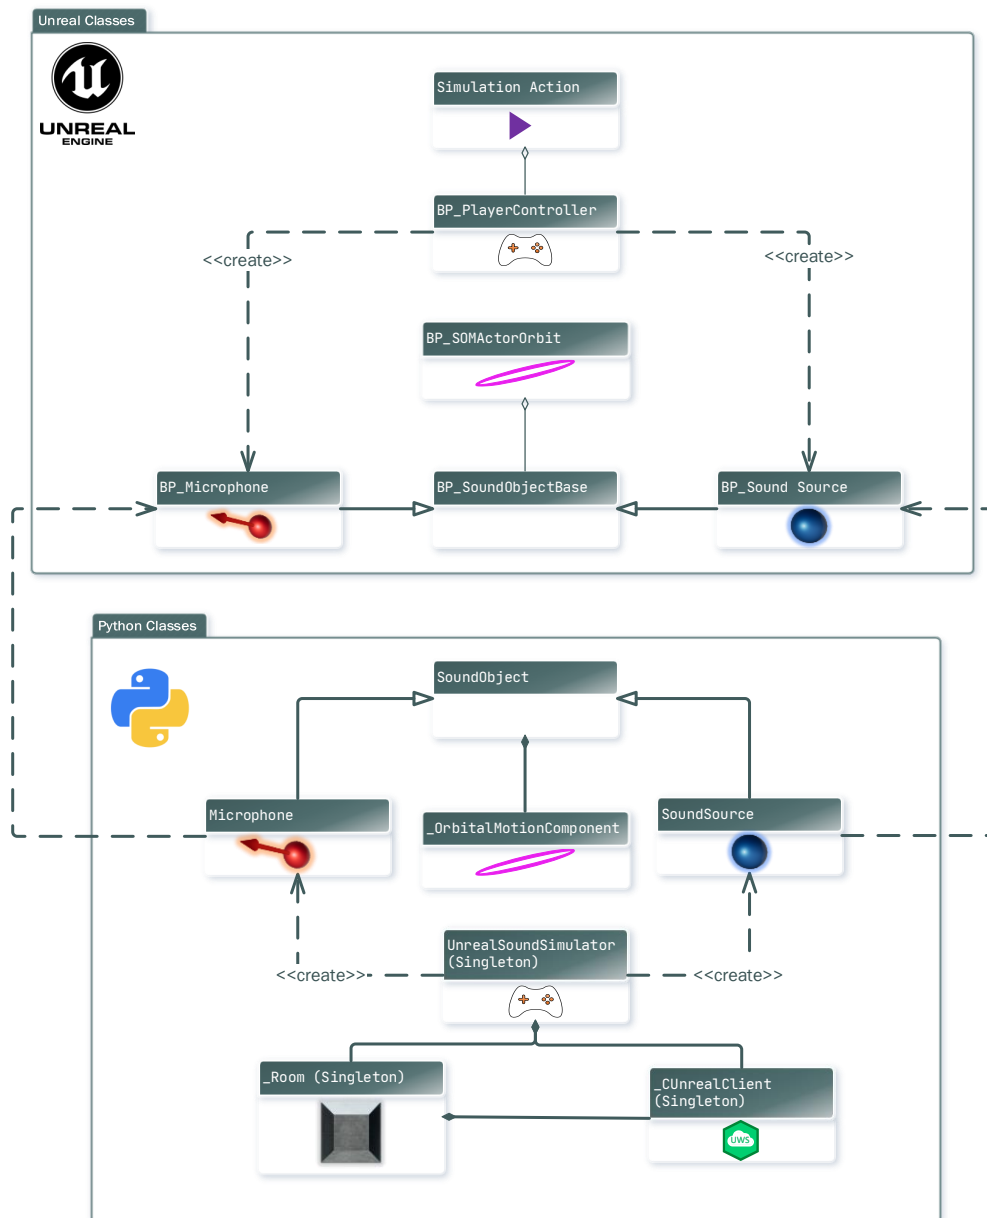 Unreal Classes
UNREAL
ENGINE
Simulation Action
BP_PlayerController
<<create>>
<<create>>
BP_SOMActorOrbit
BP_Microphone
BP_SoundObjectBase
BP_Sound Source
Python Classes
SoundObject
Microphone
_OrbitalMotionComponent
SoundSource
UnrealSoundSimulator
(Singleton)
<<create>>
<<create>>
_Room (Singleton)
_CUnrealClient
(Singleton)
UWS